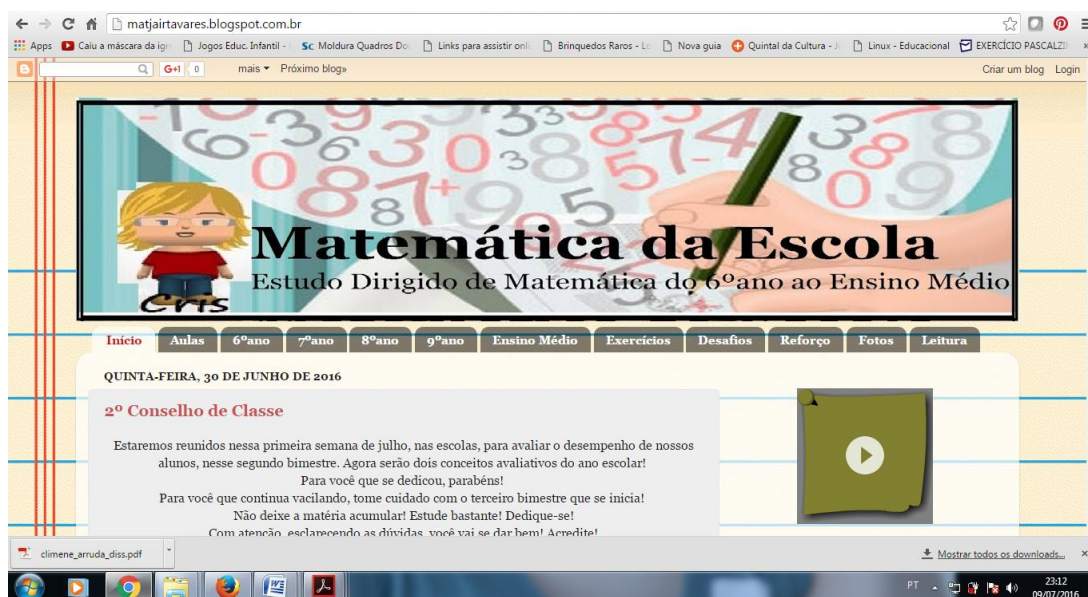 matjairtavares.blogspot.com.br
Apps Caiu a máscara da ig Jogos Educ. Infantil - Sc Moldura Quadros Do Links para assistir onli Brinquedos Raros - Lo Nova guia Quintal da Cultura - J Linux - Educacional EXERCÍCIO PASCALZI
G+1 0 mais Próximo blog» Criar um blog Login
Matemática da Escola
Estudo Dirigido de Matemática do 6ºano ao Ensino Médio
Cris
Início Aulas 6ºano 7ºano 8ºano 9ºano Ensino Médio Exercícios Desafios Reforço Fotos Leitura
QUINTA-FEIRA, 30 DE JUNHO DE 2016
2º Conselho de Classe
Estaremos reunidos nessa primeira semana de julho, nas escolas, para avaliar o desempenho de nossos
alunos, nesse segundo bimestre. Agora serão dois conceitos avaliativos do ano escolar!
Para você que se dedicou, parabéns!
Para você que continua vacilando, tome cuidado com o terceiro bimestre que se inicia!
Não deixe a matéria acumular! Estude bastante! Dedique-se!
Com atenção, esclarecendo as dúvidas, você vai se dar bem! Acredite!
climene_arruda_diss.pdf Mostrar todos os downloads...
PT 23:12
09/07/2016